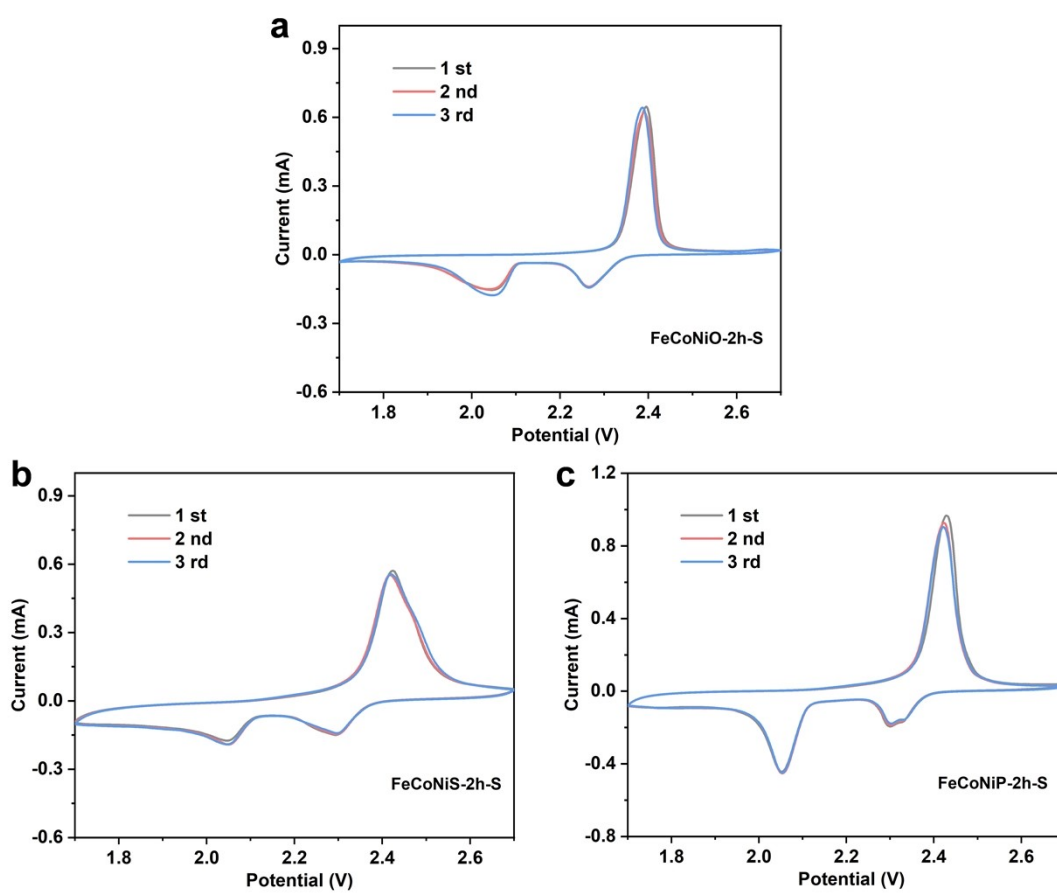 a
0.9
0.6
0.3
0.0
-0.3
-0.6
Current (mA)
1 st
2 nd
3 rd
FeCoNiO-2h-S
1.8 2.0 2.2 2.4 2.6
Potential (V)
b
0.9
0.6
0.3
0.0
-0.3
-0.6
Current (mA)
1 st
2 nd
3 rd
FeCoNiS-2h-S
1.8 2.0 2.2 2.4 2.6
Potential (V)
c
1.2
0.8
0.4
0.0
-0.4
-0.8
Current (mA)
1 st
2 nd
3 rd
FeCoNiP-2h-S
1.8 2.0 2.2 2.4 2.6
Potential (V)